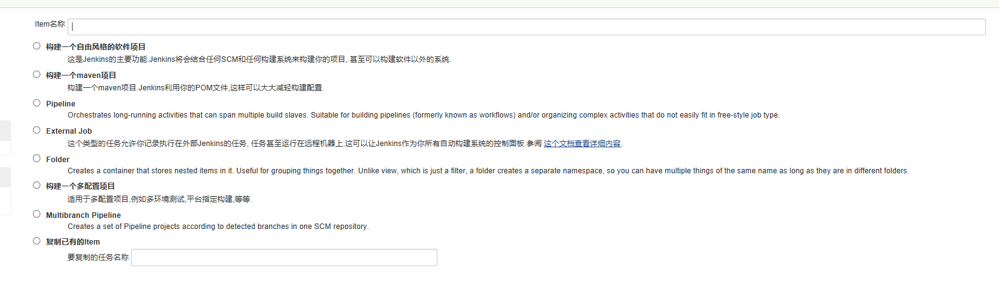 Item名称
构建一个自由风格的软件项目
这是Jenkins的主要功能.Jenkins将会结合任何SCM和任何构建系统来构建你的项目, 甚至可以构建软件以外的系统.
构建一个maven项目
构建一个maven项目.Jenkins利用你的POM文件,这样可以大大减轻构建配置.
Pipeline
Orchestrates long-running activities that can span multiple build slaves. Suitable for building pipelines (formerly known as workflows) and/or organizing complex activities that do not easily fit in free-style job type.
External Job
这个类型的任务允许你记录执行在外部Jenkins的任务, 任务甚至运行在远程机器上.这可以让Jenkins作为你所有自动构建系统的控制面板.参阅 这个文档查看详细内容.
Folder
Creates a container that stores nested items in it. Useful for grouping things together. Unlike view, which is just a filter, a folder creates a separate namespace, so you can have multiple things of the same name as long as they are in different folders.
构建一个多配置项目
适用于多配置项目,例如多环境测试,平台指定构建,等等.
Multibranch Pipeline
Creates a set of Pipeline projects according to detected branches in one SCM repository.
复制已有的Item
要复制的任务名称